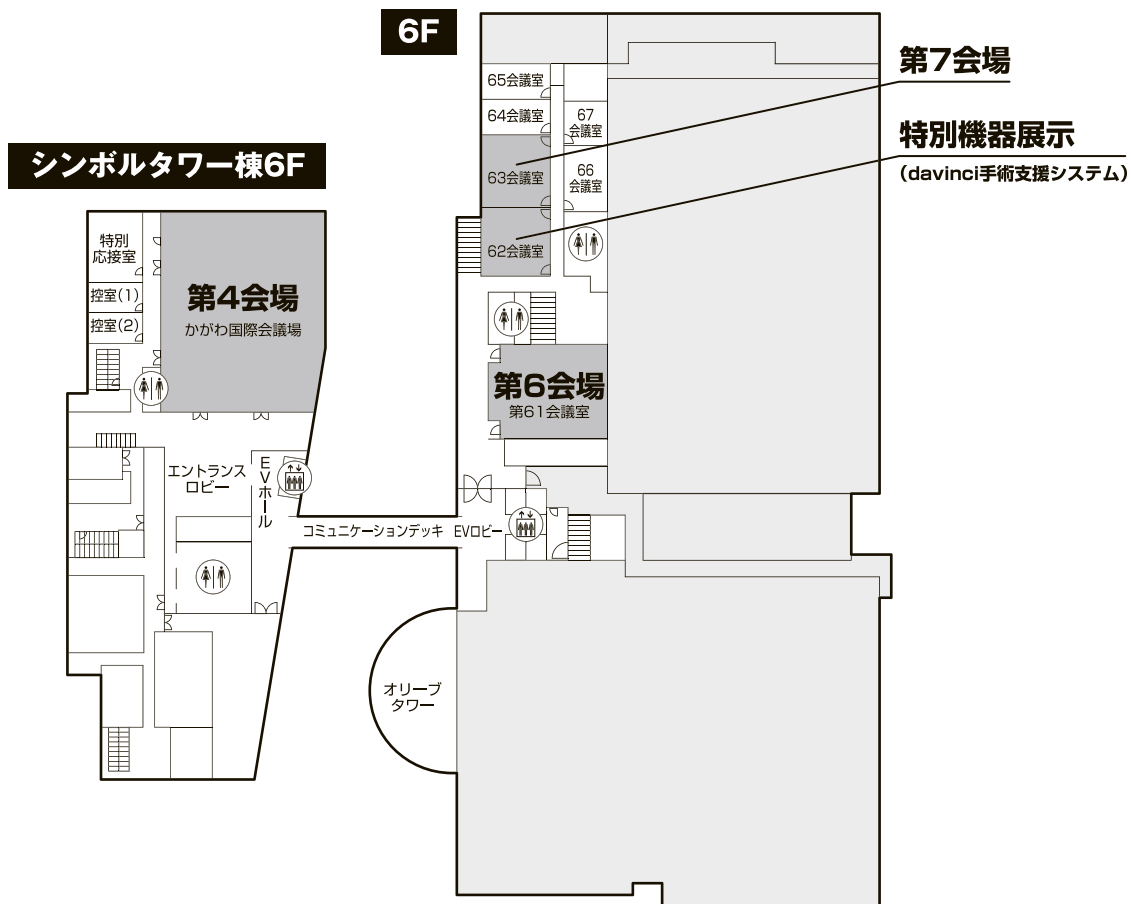 6F
第7会場
65会議室
64会議室
67
会議室
特別機器展示
(davinci手術支援システム)
シンボルタワー棟6F
63会議室
66
会議室
特別
応接室
62会議室
控室(1)
第4会場
控室(2)
かがわ国際会議場
第6会場
第61会議室
エントランス
ロビー
EVホール
コミュニケーションデッキ
EVロビー
オリーブ
タワー